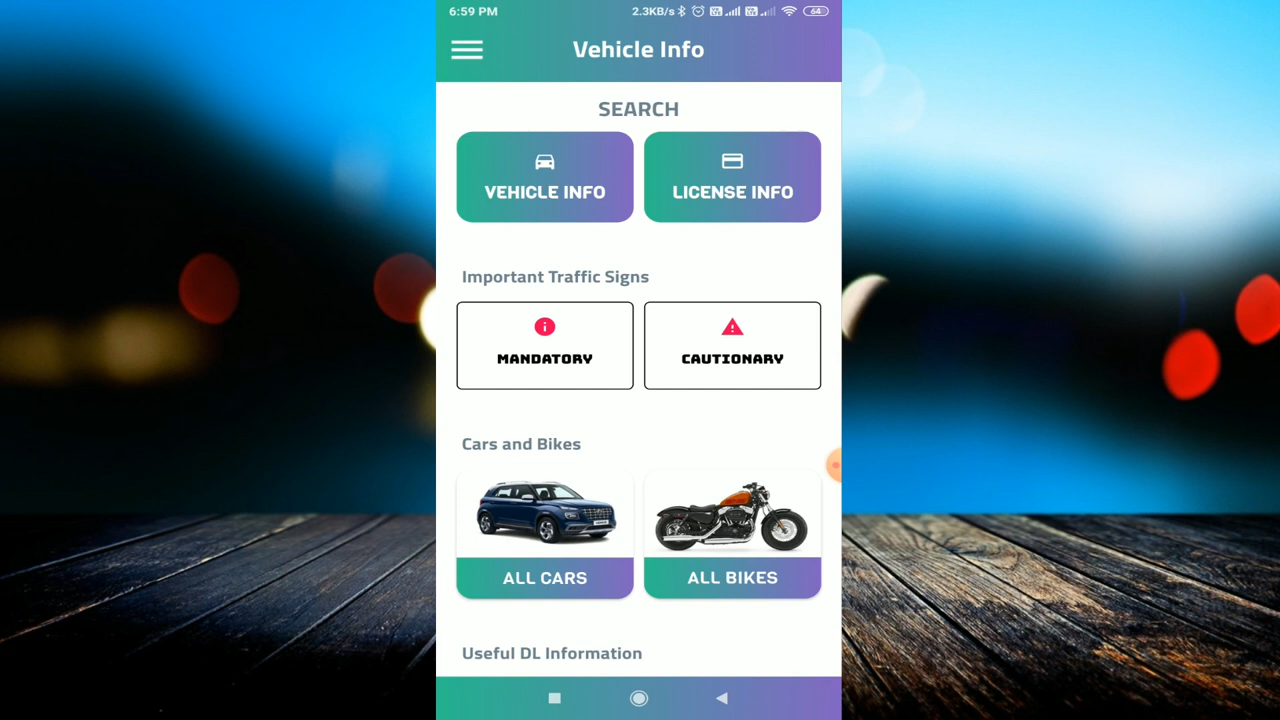 6:59 PM 2.3KB/s 64
Vehicle Info
SEARCH
VEHICLE INFO LICENSE INFO
Important Traffic Signs
MANDATORY CAUTIONARY
Cars and Bikes
ALL CARS ALL BIKES
Useful DL Information